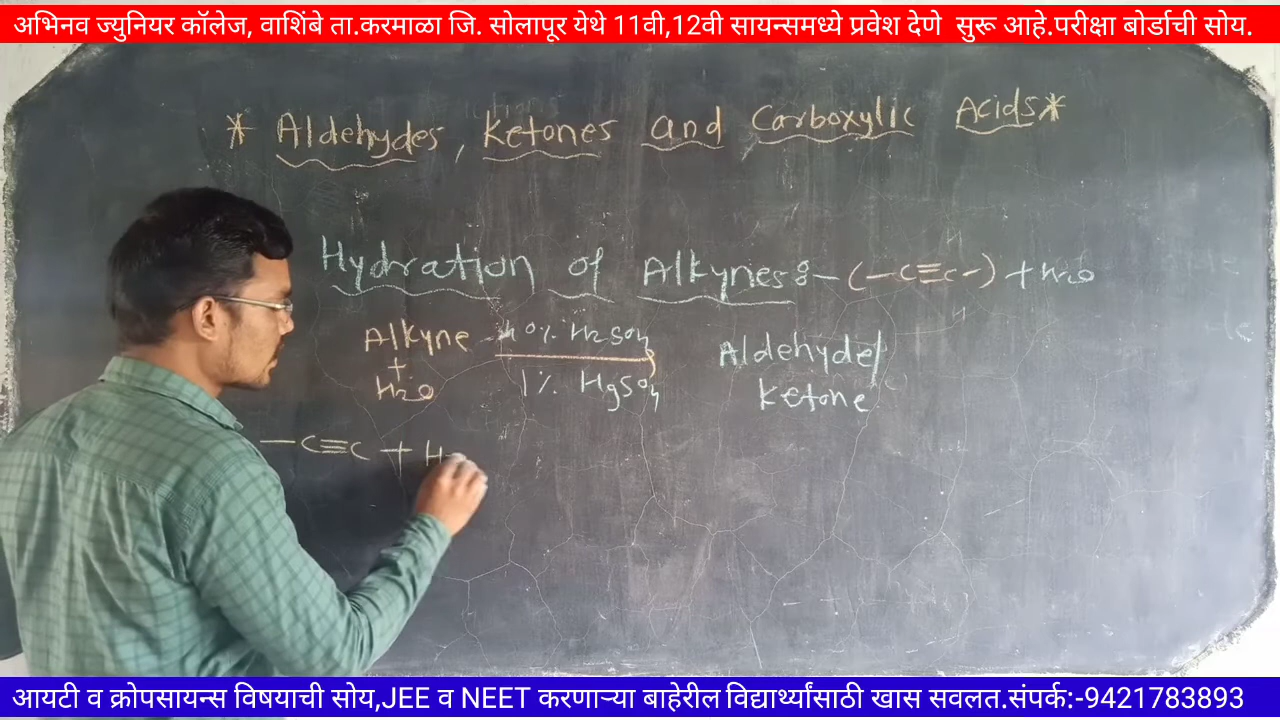 अभिनव ज्युनियर कॉलेज, वाशिंबे ता.करमाळा जि. सोलापूर येथे 11वी,12वी सायन्समध्ये प्रवेश देणे सुरू आहे.परीक्षा बोर्डाची सोय.
* Aldehydes, Ketones and Carboxylic Acids *
Hydration of Alkynes:- (-C≡C-) + H2O
Alkyne + H2O 40% H2SO4
1% HgSO4
Aldehyde/
Ketone
-C≡C + H
आयटी व क्रोपसायन्स विषयाची सोय,JEE व NEET करणाऱ्या बाहेरील विद्यार्थ्यांसाठी खास सवलत.संपर्क:-9421783893